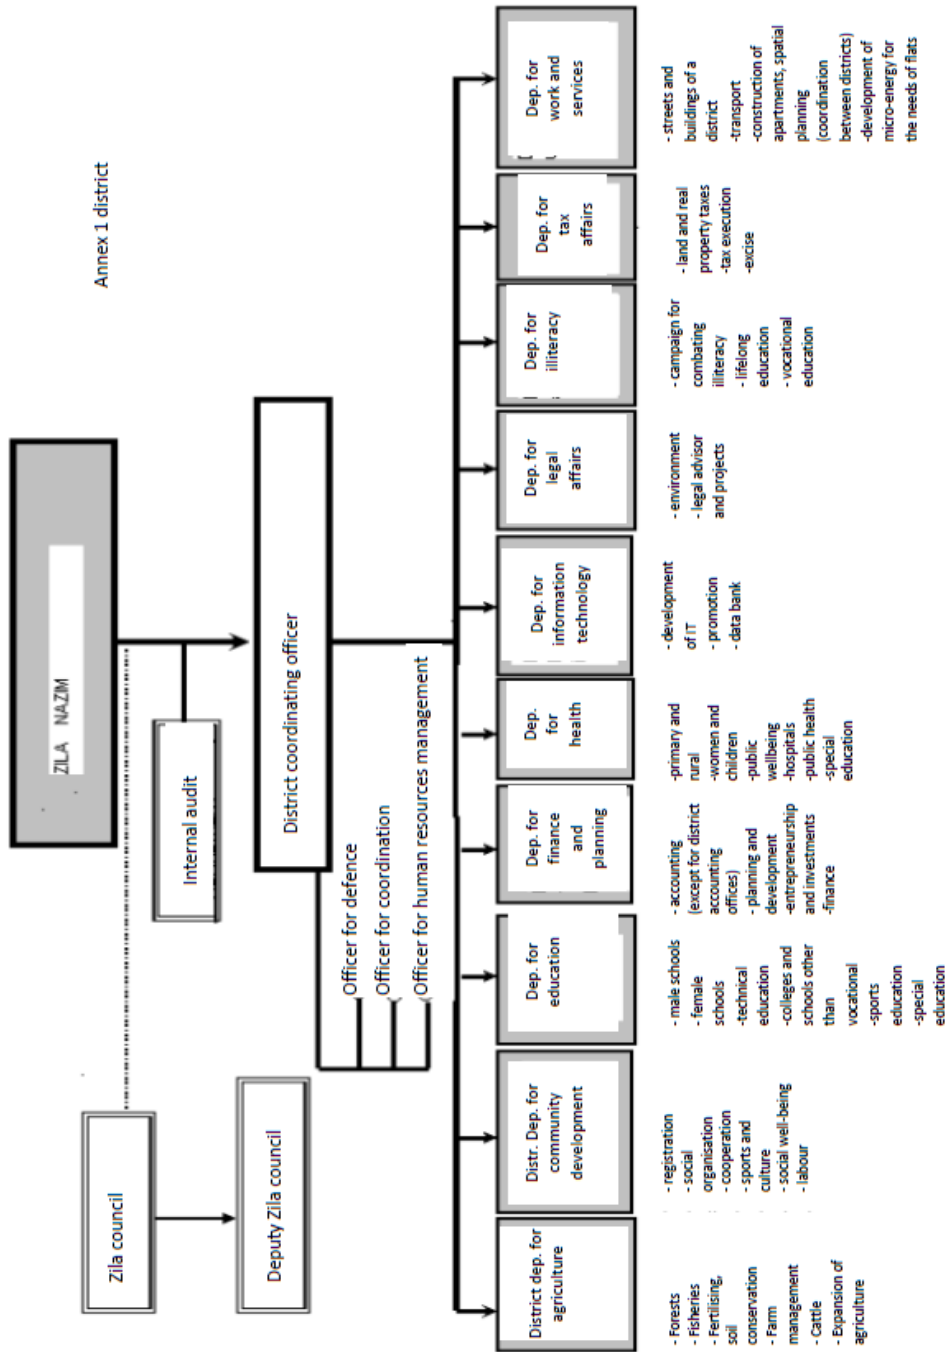 Annex 1 district
ZILA NAZIM
Zila council
Internal audit
Deputy Zila council
District coordinating officer
Officer for defence
Officer for coordination
Officer for human resources management
District dep. for
agriculture
- Forests
- Fisheries
- Fertilising,
soil
conservation
- Farm
management
- Cattle
- Expansion of
agriculture
Distr. Dep. for
community
development
- registration
- social
organisation
- cooperation
- sports and
culture
- social well-being
- labour
Dep. for
education
- male schools
- female
schools
-technical
education
-colleges and
schools other
than
vocational
-sports
education
-special
education
Dep. for
finance
and
planning
- accounting
(except for district
accounting
offices)
- planning and
development
-entrepreneurship
and investments
-finance
Dep.
for
health
-primary and
rural
-women and
children
-public
wellbeing
-hospitals
-public health
-special
education
Dep. for
information
technology
- development
of IT
- promotion
- data bank
Dep. for
legal
affairs
- environment
- legal advisor
and projects
Dep. for
illiteracy
- campaign for
combating
illiteracy
- lifelong
education
- vocational
education
Dep. for
tax
affairs
- land and real
property taxes
-tax execution
-excise
Dep. for
work and
services
- streets and
buildings of a
district
-transport
-construction of
apartments, spatial
planning
(coordination
between districts)
-development of
micro-energy for
the needs of flats